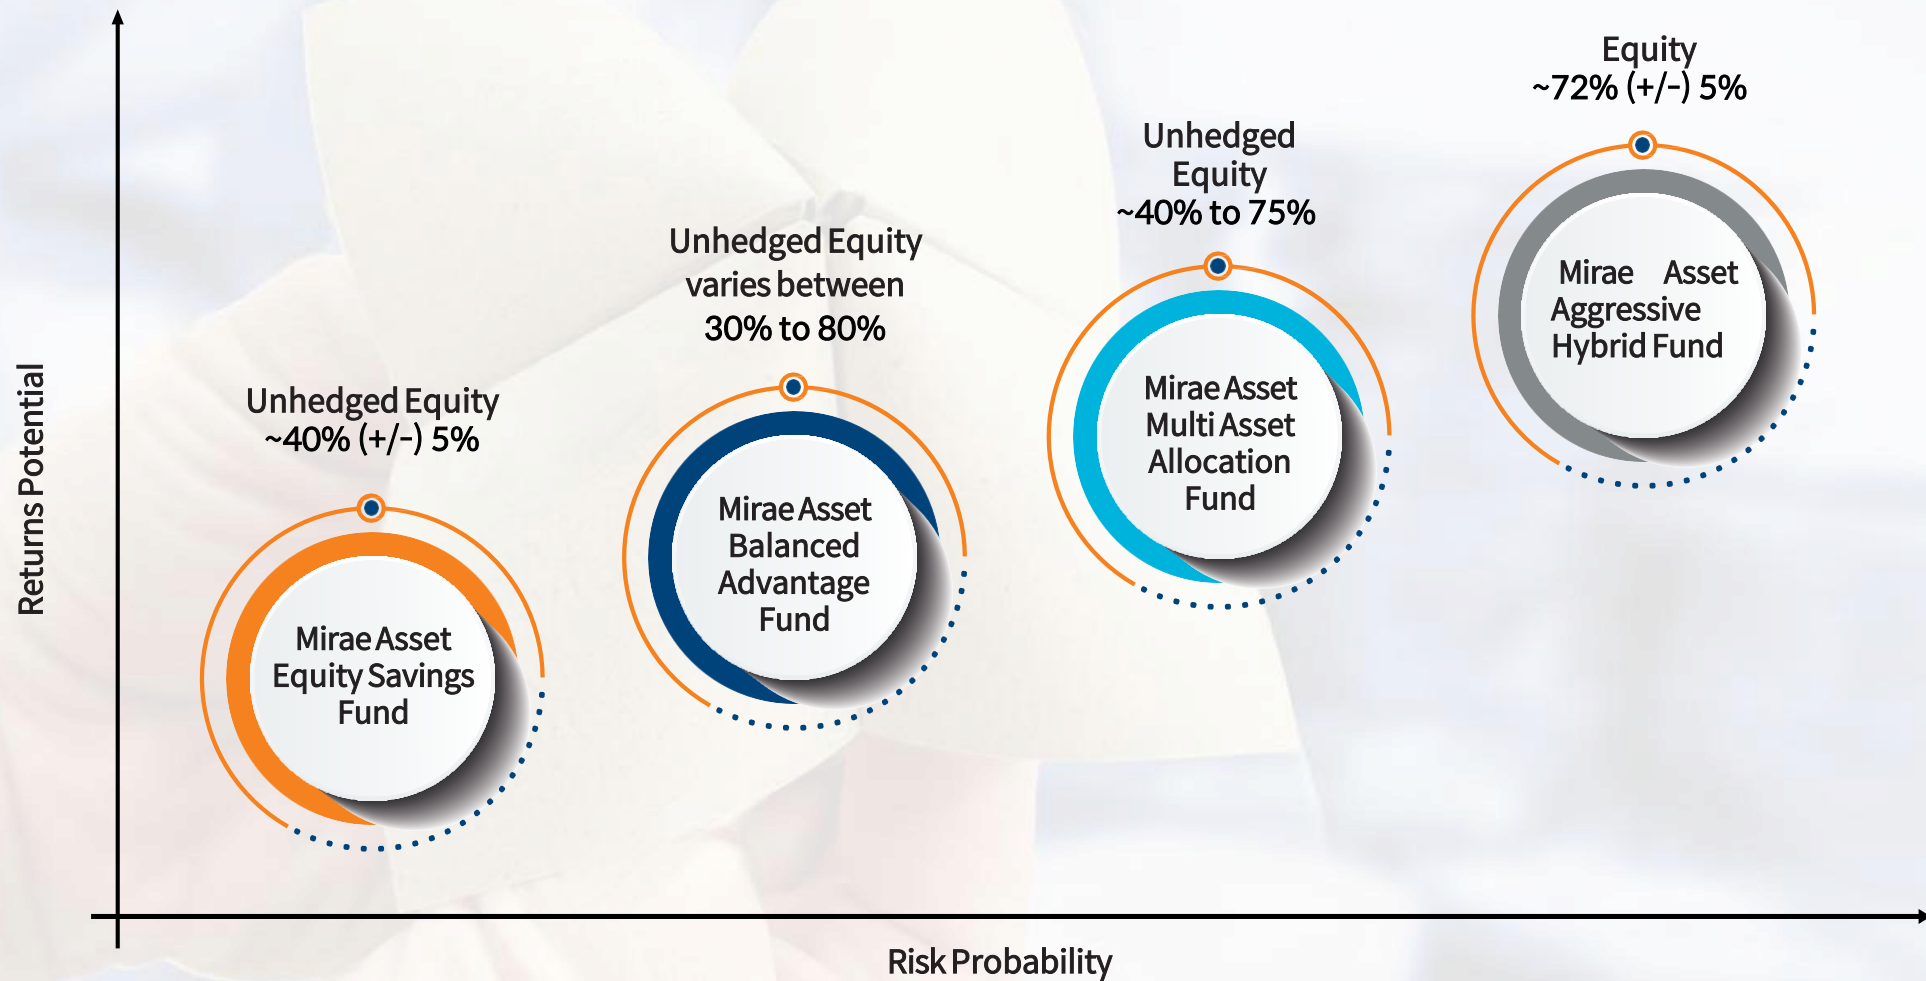 Returns Potential
Unhedged Equity
~40% (+/-) 5%
Mirae Asset
Equity Savings
Fund
Unhedged Equity
varies between
30% to 80%
Mirae Asset
Balanced
Advantage
Fund
Unhedged
Equity
~40% to 75%
Mirae Asset
Multi Asset
Allocation
Fund
Equity
~72% (+/-) 5%
Mirae Asset
Aggressive
Hybrid Fund
Risk Probability